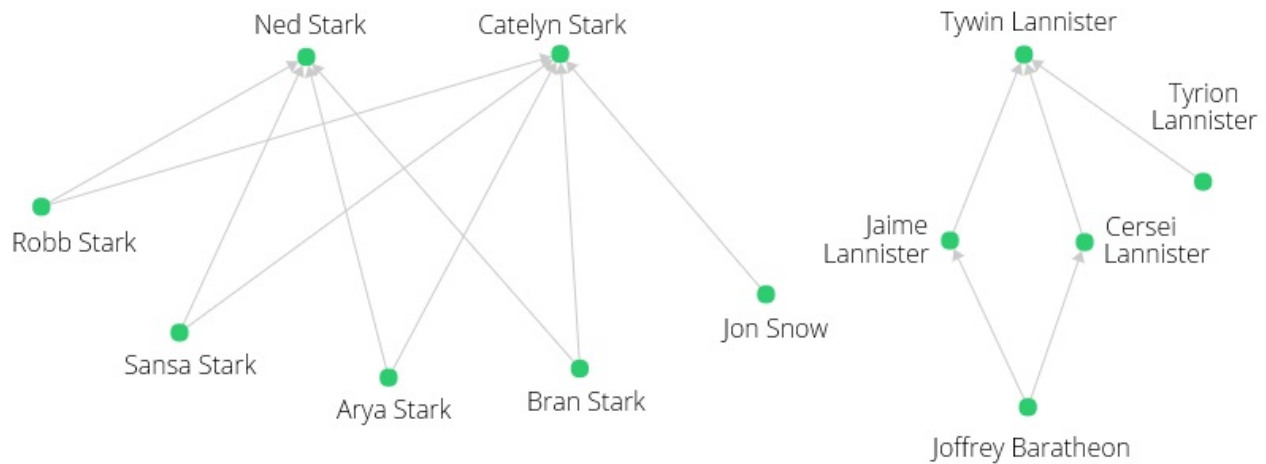 Ned Stark
Catelyn Stark
Tywin Lannister
Tyrion
Lannister
Robb Stark
Jaime
Lannister
Cersei
Lannister
Jon Snow
Sansa Stark
Arya Stark
Bran Stark
Joffrey Baratheon